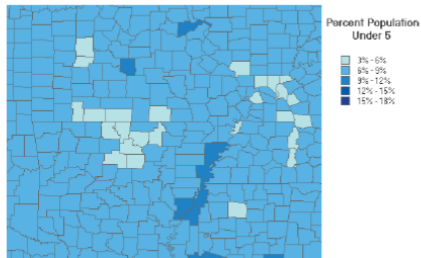 Percent Population
Under 5
3% - 6%
6% - 9%
9% - 12%
12% - 15%
15% - 18%